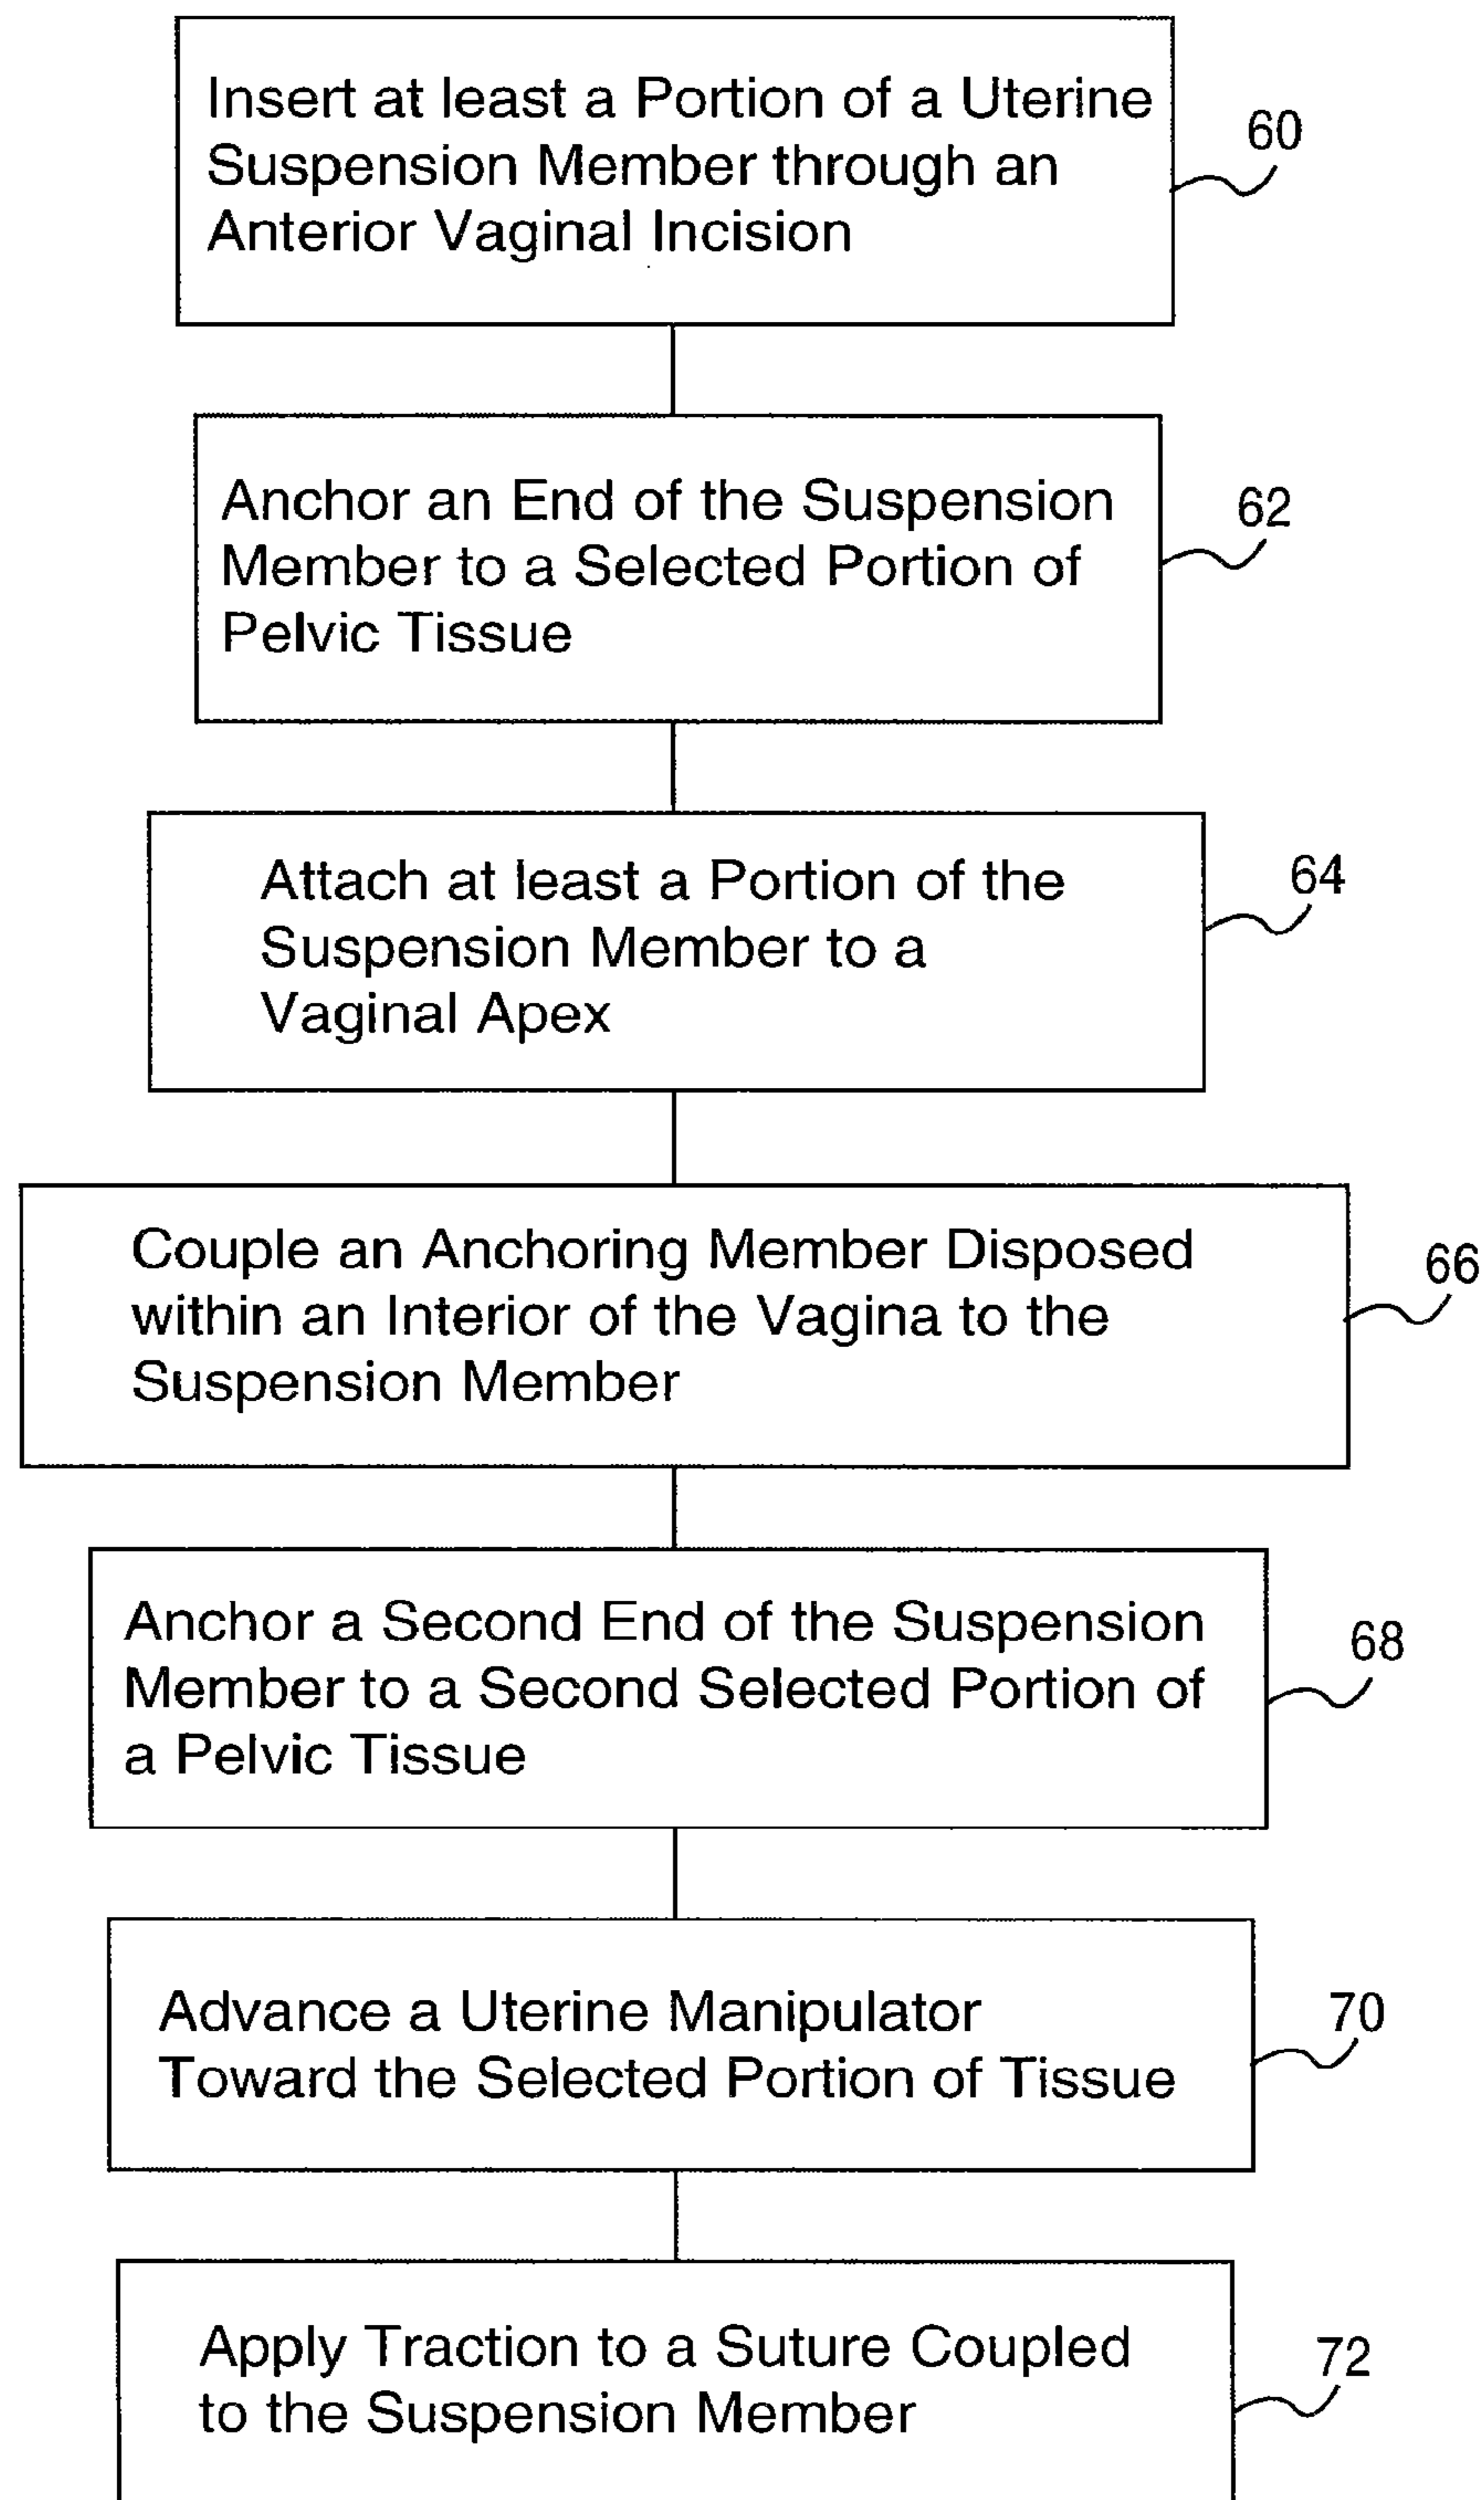 Insert at least a Portion of a Uterine
Suspension Member through an
Anterior Vaginal Incision
60
Anchor an End of the Suspension
Member to a Selected Portion of
Pelvic Tissue
62
Attach at least a Portion of the
Suspension Member to a
Vaginal Apex
64
Couple an Anchoring Member Disposed
within an Interior of the Vagina to the
Suspension Member
66
Anchor a Second End of the Suspension
Member to a Second Selected Portion of
a Pelvic Tissue
68
Advance a Uterine Manipulator
Toward the Selected Portion of Tissue
70
Apply Traction to a Suture Coupled
to the Suspension Member
72